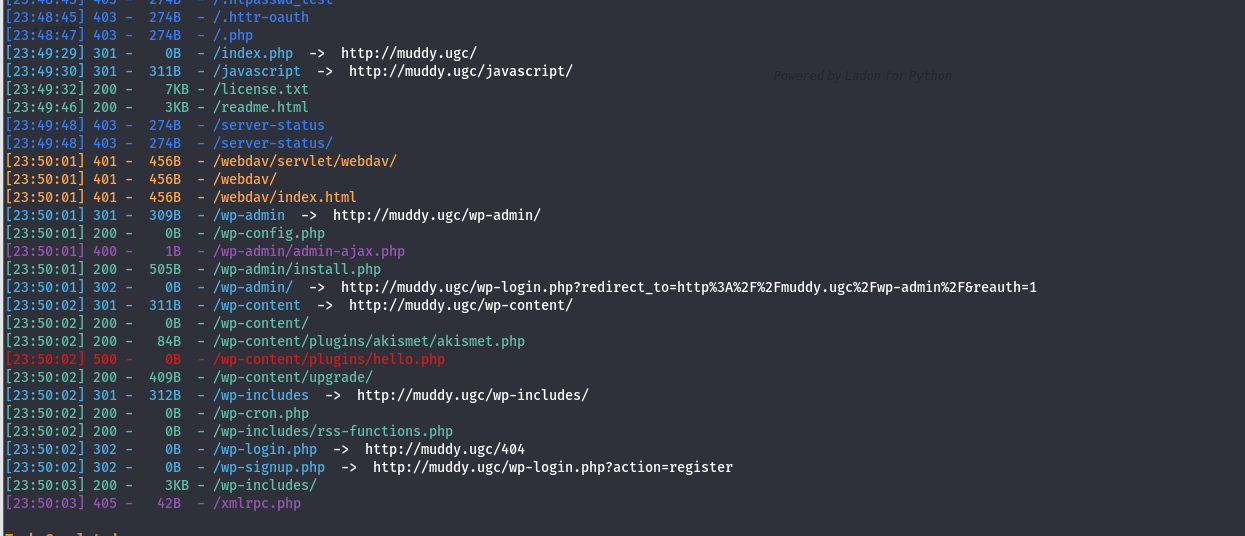 [23:48:45] 403 - 274B - /.htpasswd_test
[23:48:45] 403 - 274B - /.httr-oauth
[23:48:47] 403 - 274B - /.php
[23:49:29] 301 - 0B - /index.php -> http://muddy.ugc/
[23:49:30] 301 - 311B - /javascript -> http://muddy.ugc/javascript/
Powered by Ladon for Python
[23:49:32] 200 - 7KB - /license.txt
[23:49:46] 200 - 3KB - /readme.html
[23:49:48] 403 - 274B - /server-status
[23:49:48] 403 - 274B - /server-status/
[23:50:01] 401 - 456B - /webdav/servlet/webdav/
[23:50:01] 401 - 456B - /webdav/
[23:50:01] 401 - 456B - /webdav/index.html
[23:50:01] 301 - 309B - /wp-admin -> http://muddy.ugc/wp-admin/
[23:50:01] 200 - 0B - /wp-config.php
[23:50:01] 400 - 1B - /wp-admin/admin-ajax.php
[23:50:01] 200 - 505B - /wp-admin/install.php
[23:50:01] 302 - 0B - /wp-admin/ -> http://muddy.ugc/wp-login.php?redirect_to=http%3A%2F%2Fmuddy.ugc%2Fwp-admin%2F&reauth=1
[23:50:02] 301 - 311B - /wp-content -> http://muddy.ugc/wp-content/
[23:50:02] 200 - 0B - /wp-content/
[23:50:02] 200 - 84B - /wp-content/plugins/akismet/akismet.php
[23:50:02] 500 - 0B - /wp-content/plugins/hello.php
[23:50:02] 200 - 409B - /wp-content/upgrade/
[23:50:02] 301 - 312B - /wp-includes -> http://muddy.ugc/wp-includes/
[23:50:02] 200 - 0B - /wp-cron.php
[23:50:02] 200 - 0B - /wp-includes/rss-functions.php
[23:50:02] 302 - 0B - /wp-login.php -> http://muddy.ugc/404
[23:50:02] 302 - 0B - /wp-signup.php -> http://muddy.ugc/wp-login.php?action=register
[23:50:03] 200 - 3KB - /wp-includes/
[23:50:03] 405 - 42B - /xmlrpc.php